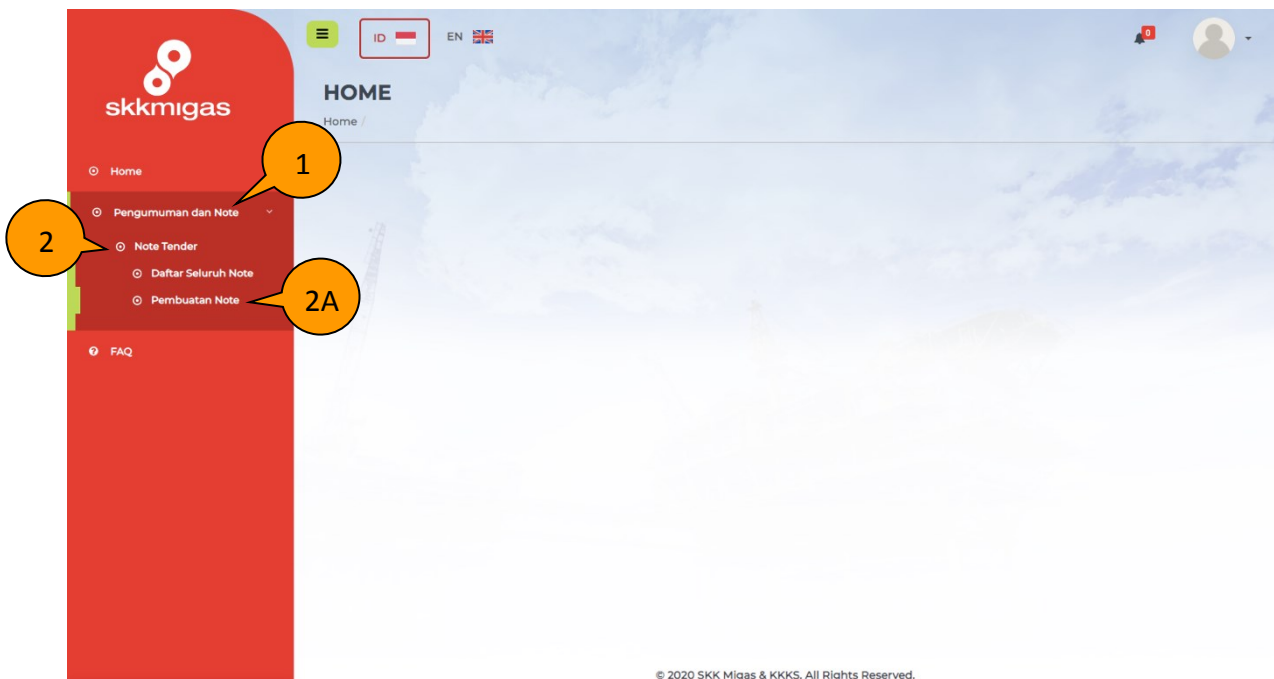 skkmigas
ID
EN
0
HOME
Home /
1
Home
Pengumuman dan Note
2
Note Tender
Daftar Seluruh Note
Pembuatan Note
2A
FAQ
© 2020 SKK Migas & KKKS. All Rights Reserved.